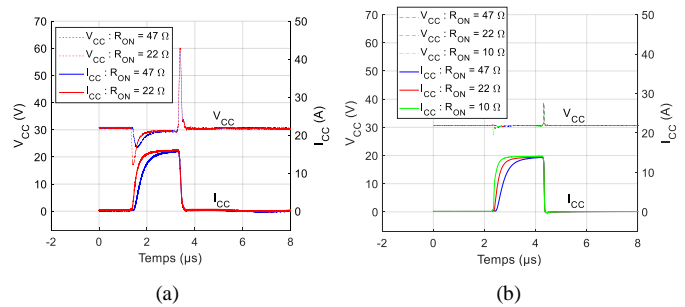 70
60
50
40
30
20
10
0
V_CC (V)
50
40
30
20
10
0
I_CC (A)
V_CC : R_ON = 47 Ω
V_CC : R_ON = 22 Ω
I_CC : R_ON = 47 Ω
I_CC : R_ON = 22 Ω
V_CC
I_CC
0 2 4 6 8
Temps (µs)
(a)
70
60
50
40
30
20
10
0
V_CC (V)
50
40
30
20
10
0
I_CC (A)
V_CC : R_ON = 47 Ω
V_CC : R_ON = 22 Ω
V_CC : R_ON = 10 Ω
I_CC : R_ON = 47 Ω
I_CC : R_ON = 22 Ω
I_CC : R_ON = 10 Ω
V_CC
I_CC
0 2 4 6 8
Temps (µs)
(b)